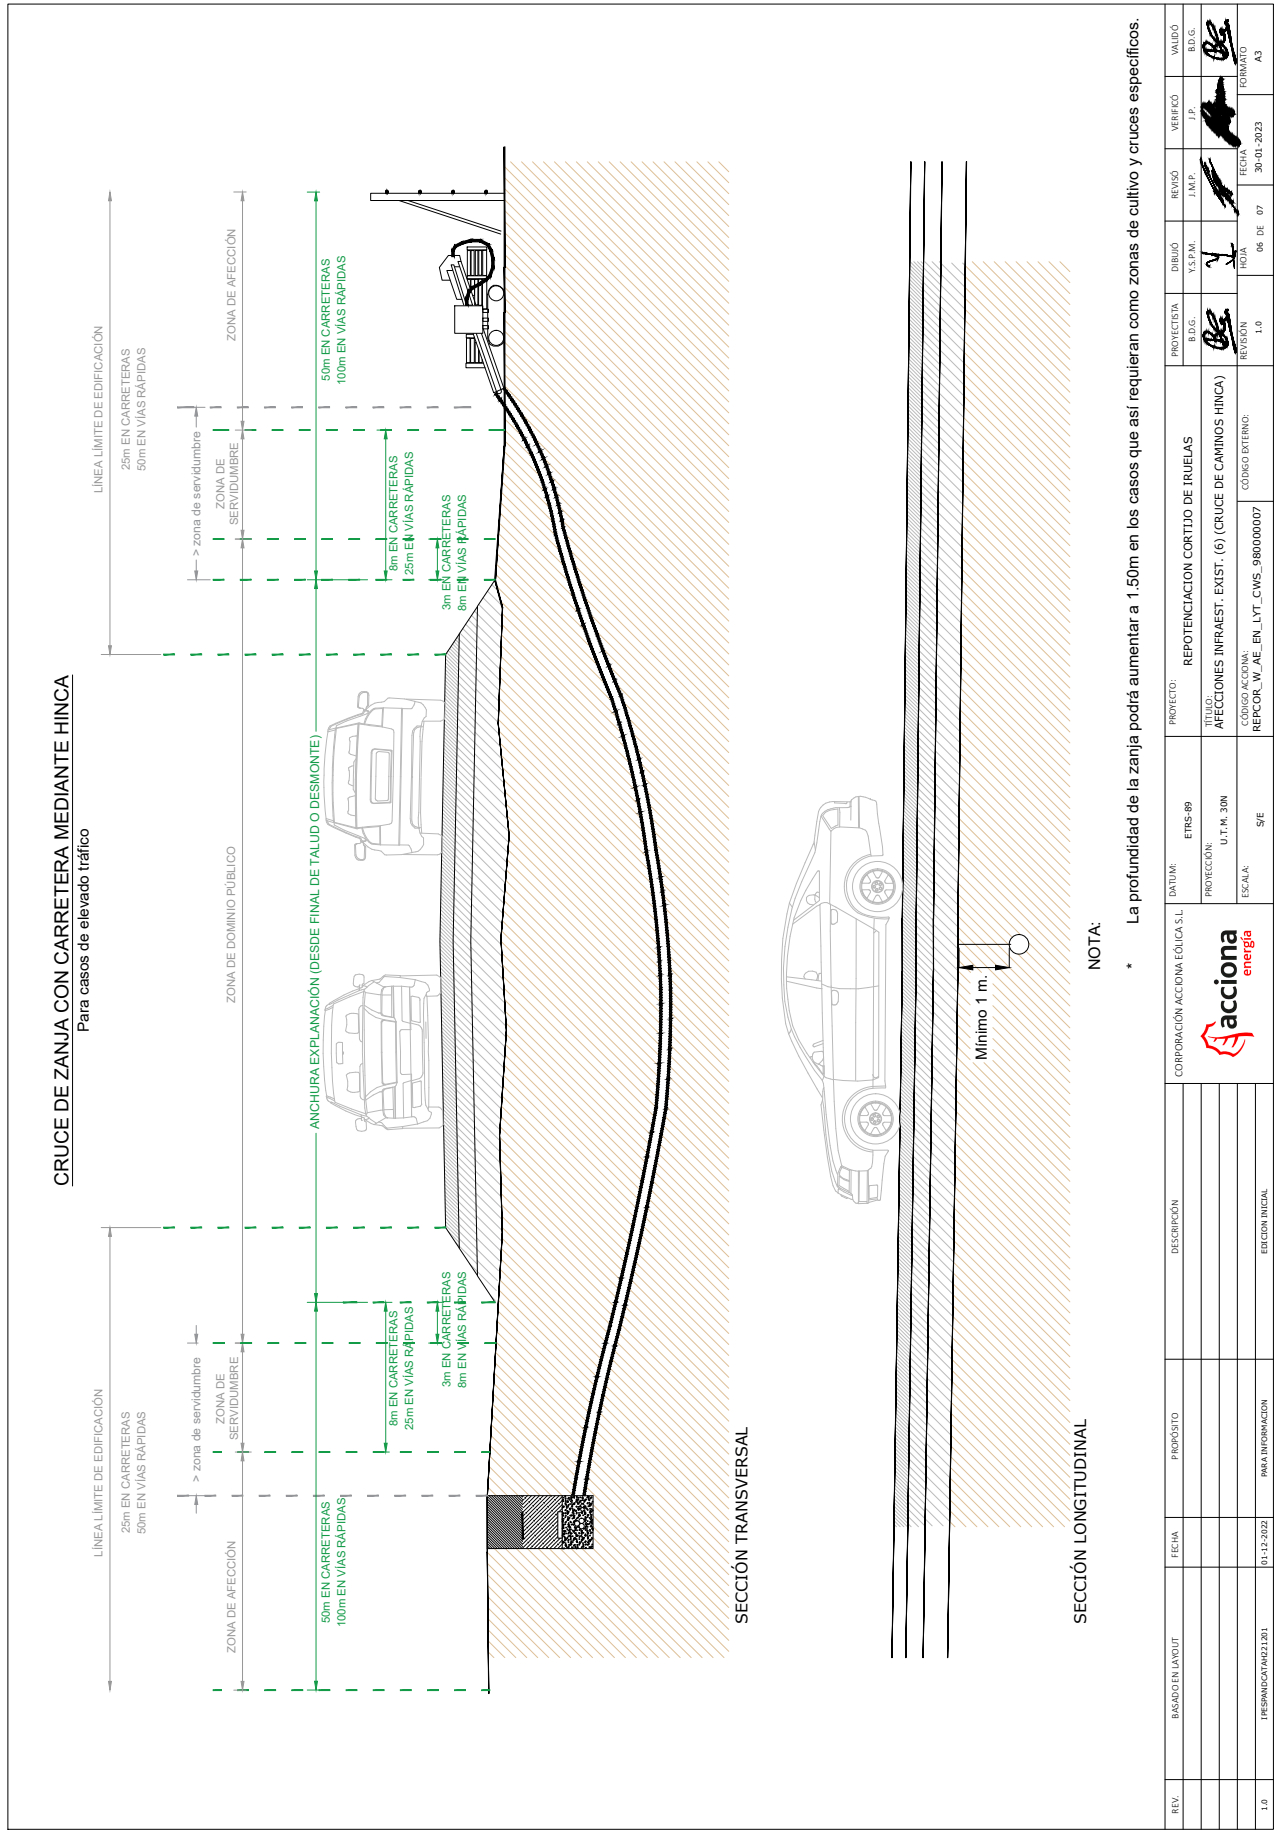 CRUCE DE ZANJA CON CARRETERA MEDIANTE HINCA
Para casos de elevado tráfico
LÍNEA LÍMITE DE EDIFICACIÓN
25m EN CARRETERAS
50m EN VÍAS RÁPIDAS
LÍNEA LÍMITE DE EDIFICACIÓN
25m EN CARRETERAS
50m EN VÍAS RÁPIDAS
> zona de servidumbre
> zona de servidumbre
ZONA DE AFECCIÓN
ZONA DE
SERVIDUMBRE
ZONA DE DOMINIO PÚBLICO
ZONA DE
SERVIDUMBRE
ZONA DE AFECCIÓN
50m EN CARRETERAS
100m EN VÍAS RÁPIDAS
ANCHURA EXPLANACIÓN (DESDE FINAL DE TALUD O DESMONTE)
50m EN CARRETERAS
100m EN VÍAS RÁPIDAS
8m EN CARRETERAS
25m EN VÍAS RÁPIDAS
8m EN CARRETERAS
25m EN VÍAS RÁPIDAS
3m EN CARRETERAS
8m EN VÍAS RÁPIDAS
3m EN CARRETERAS
8m EN VÍAS RÁPIDAS
SECCIÓN TRANSVERSAL
Mínimo 1 m.
SECCIÓN LONGITUDINAL
NOTA:
* La profundidad de la zanja podrá aumentar a 1.50m en los casos que así requieran como zonas de cultivo y cruces específicos.
REV.
BASADO EN LAYOUT
FECHA
PROPÓSITO
DESCRIPCIÓN
1.0
IPESPANDCATAH221201
01-12-2022
PARA INFORMACION
EDICION INICIAL
CORPORACIÓN ACCIONA EÓLICA S.L
acciona
energía
DATUM:
ETRS-89
PROYECCIÓN:
U.T.M. 30N
ESCALA:
S/E
PROYECTO:
REPOTENCIACION CORTIJO DE IRUELAS
TÍTULO:
AFECCIONES INFRAEST. EXIST. (6) (CRUCE DE CAMINOS HINCA)
CÓDIGO ACCIONA:
REPCOR_W_AE_EN_LYT_CWS_980000007
CÓDIGO EXTERNO:
PROYECTISTA
DIBUJÓ
REVISÓ
VERIFICÓ
VALIDÓ
B.D.G.
Y.S.P.M.
J.M.P.
J.P.
B.D.G.
REVISIÓN
1.0
HOJA
06 DE 07
FECHA
30-01-2023
FORMATO
A3